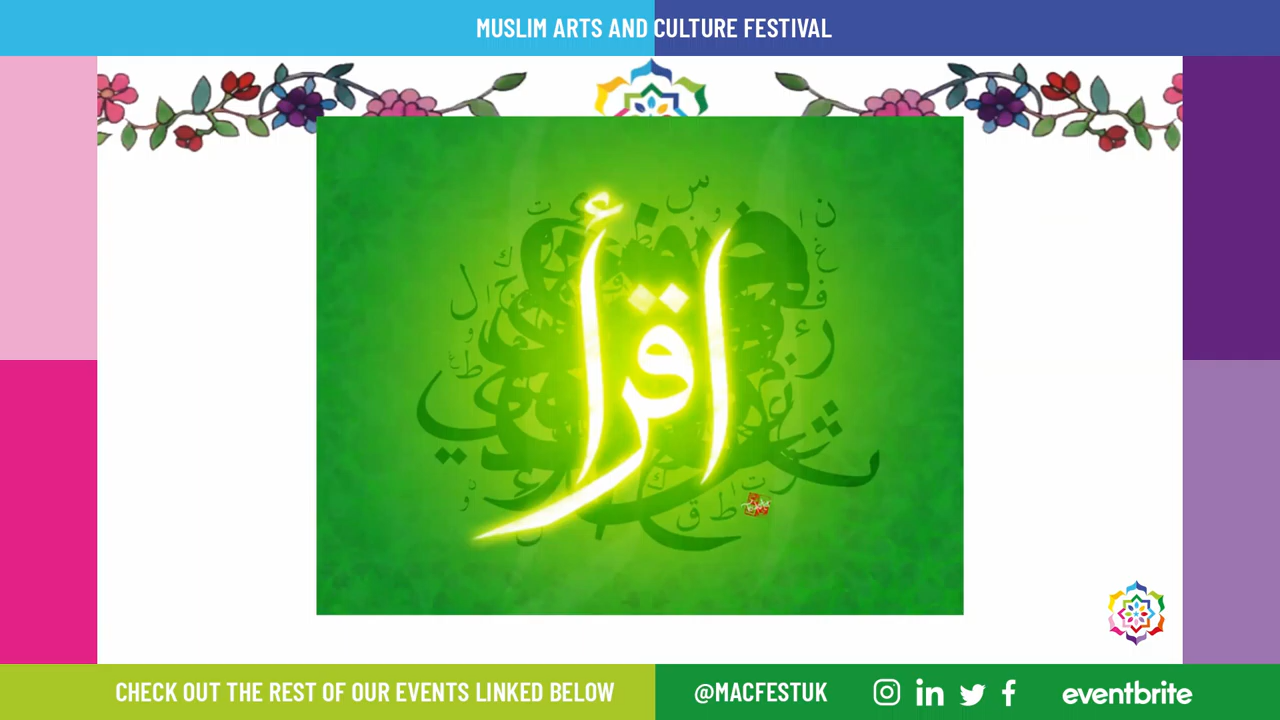 MUSLIM ARTS AND CULTURE FESTIVAL
اقرأ
CHECK OUT THE REST OF OUR EVENTS LINKED BELOW
@MACFESTUK
eventbrite